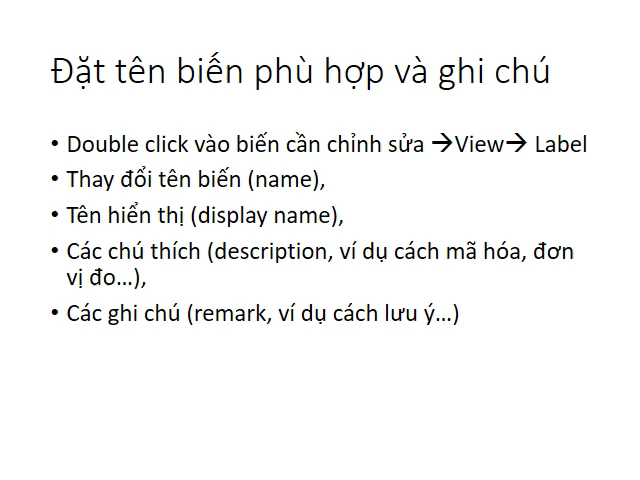 Đặt tên biến phù hợp và ghi chú
• Double click vào biến cần chỉnh sửa →View→ Label
• Thay đổi tên biến (name),
• Tên hiển thị (display name),
• Các chú thích (description, ví dụ cách mã hóa, đơn
vị đo…),
• Các ghi chú (remark, ví dụ cách lưu ý…)